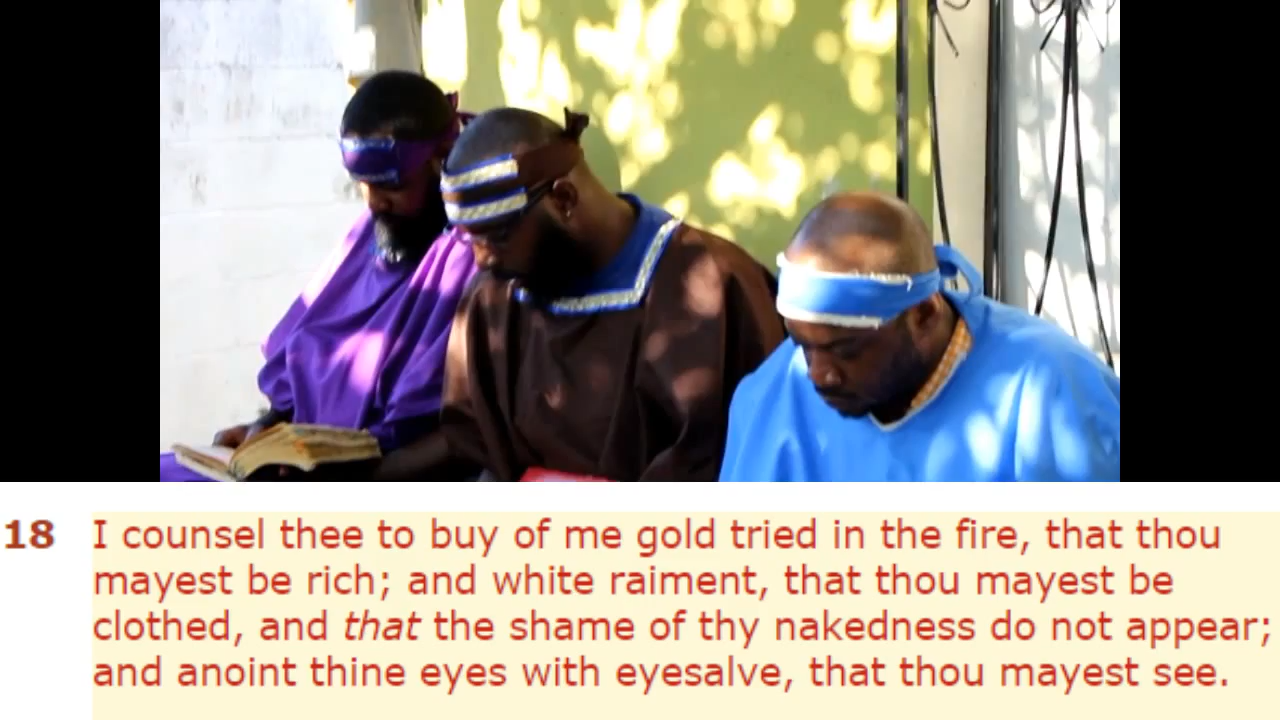 18 I counsel thee to buy of me gold tried in the fire, that thou
mayest be rich; and white raiment, that thou mayest be
clothed, and that the shame of thy nakedness do not appear;
and anoint thine eyes with eyesalve, that thou mayest see.